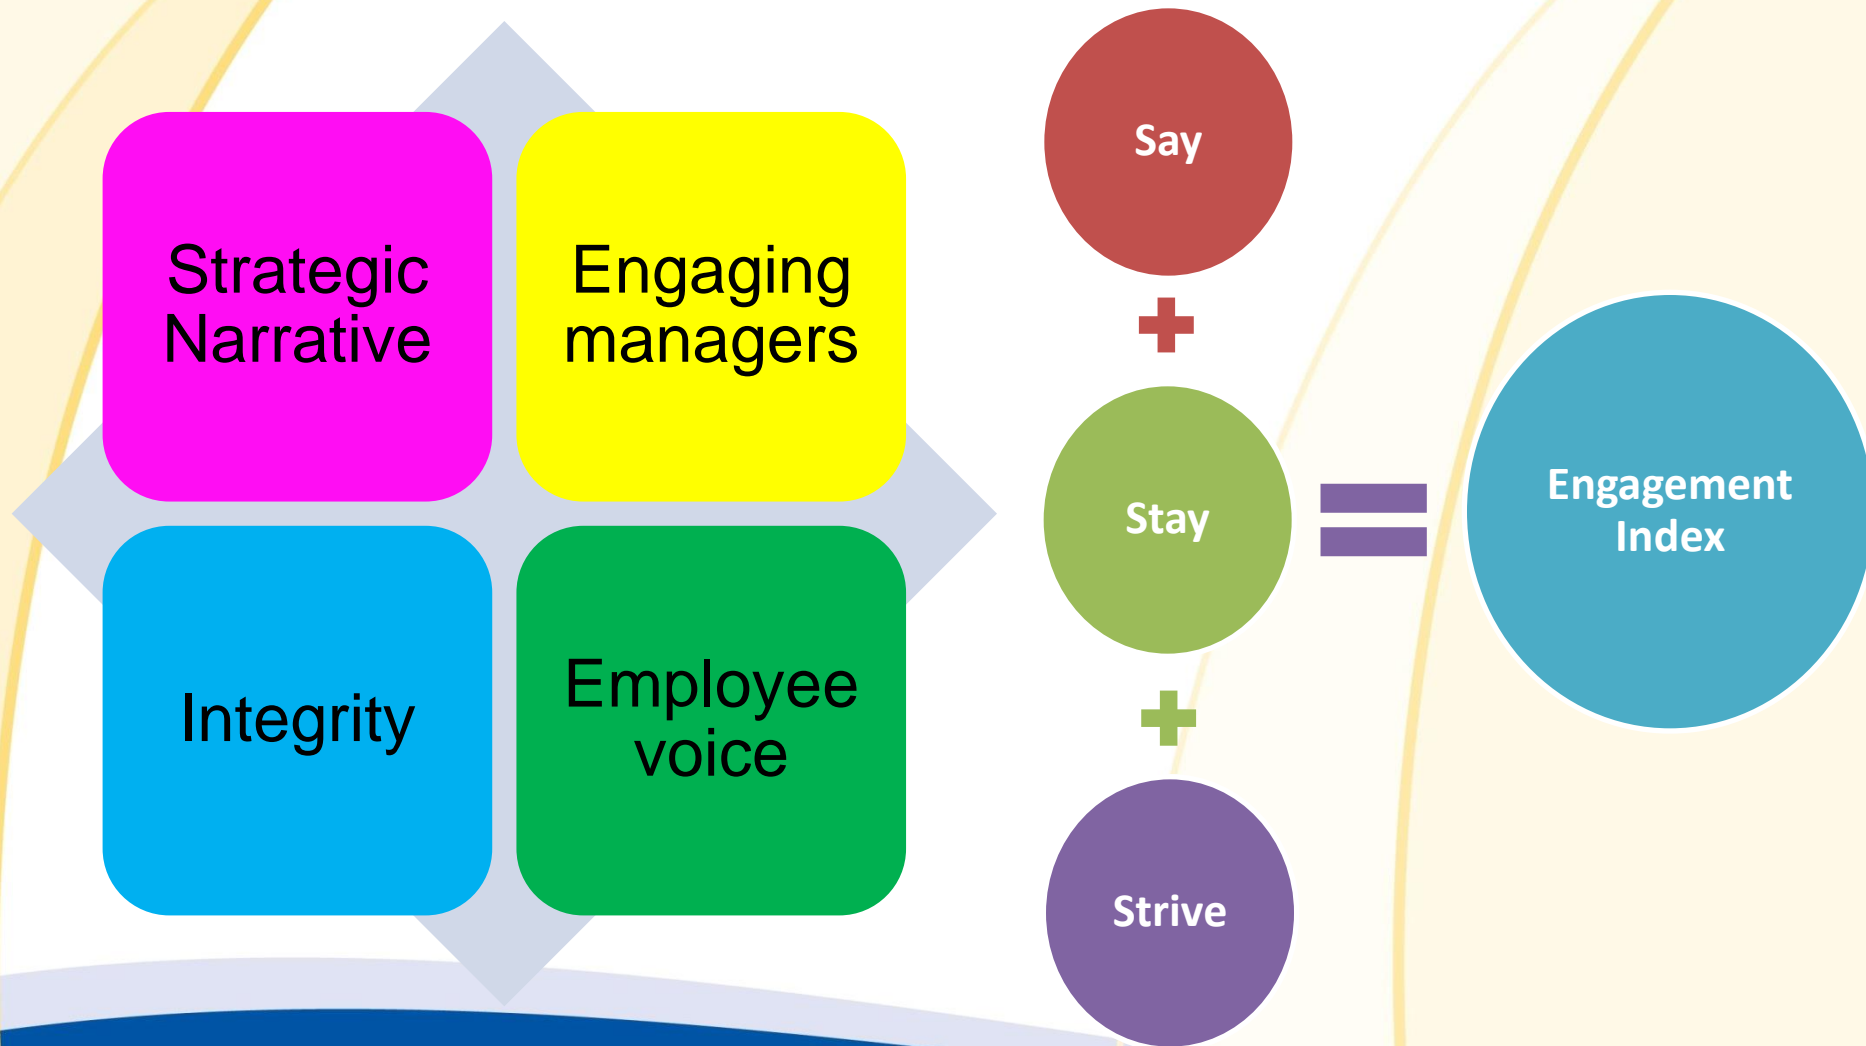 Strategic
Narrative
Engaging
managers
Integrity
Employee
voice
Say
Stay
Strive
Engagement
Index